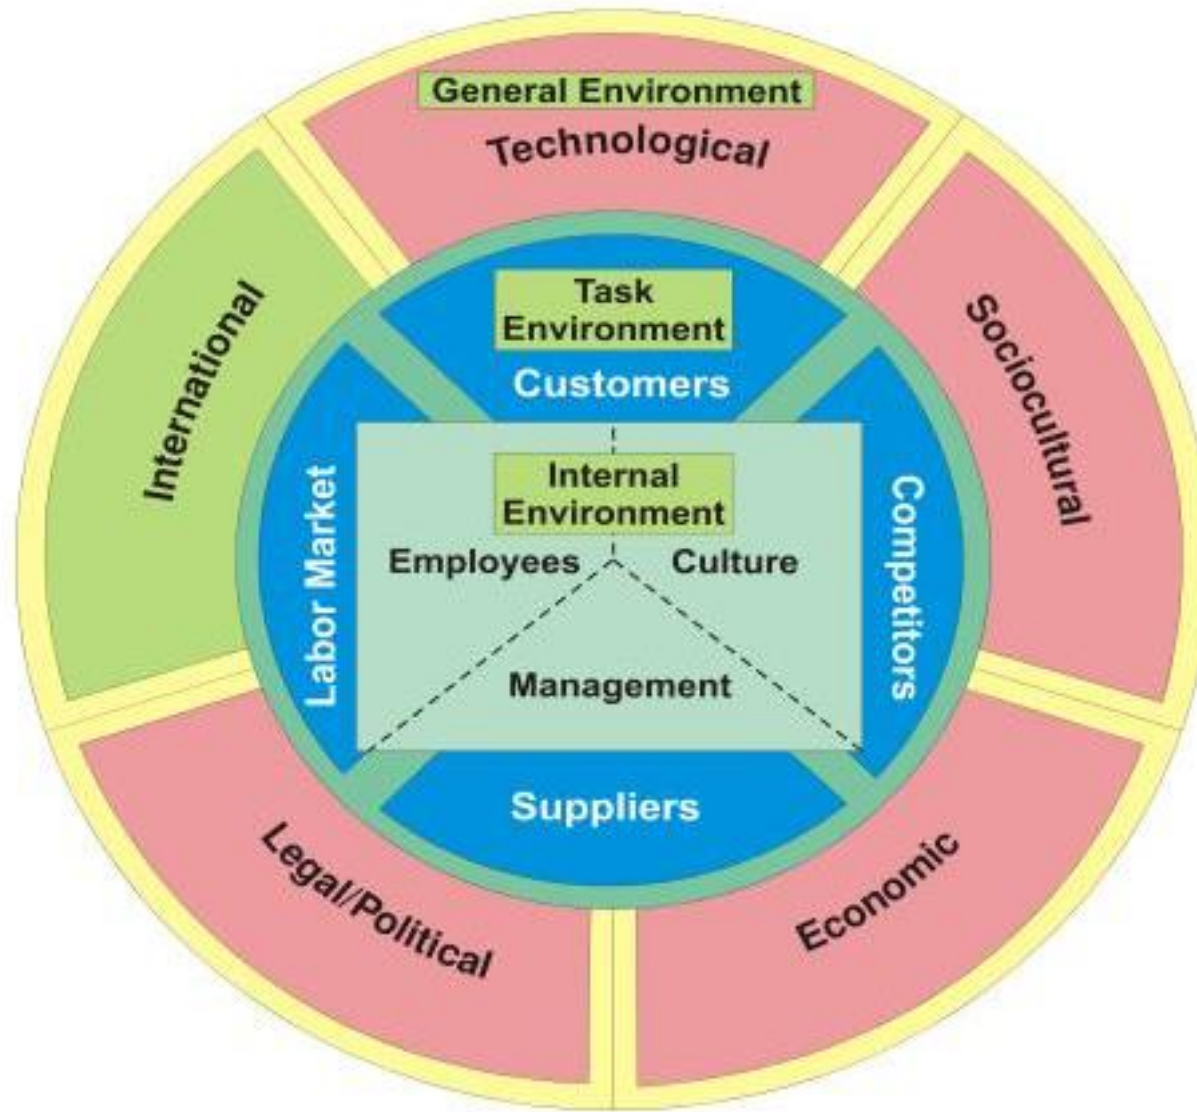 General Environment
Technological
Sociocultural
International
Task
Environment
Customers
Labor Market
Competitors
Internal
Environment
Employees
Culture
Management
Suppliers
Legal/Political
Economic